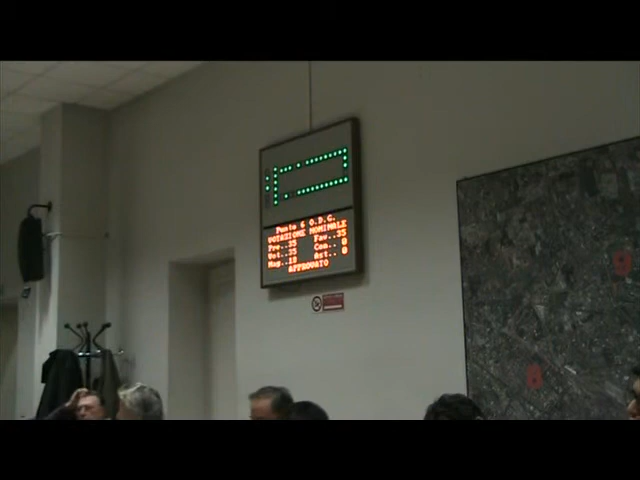 Punto 6 O.D.G.
VOTAZIONE NOMINALE
Pre..35 Fav..35
Vot..35 Con.. 0
Mag..18 Ast.. 0
APPROVATO